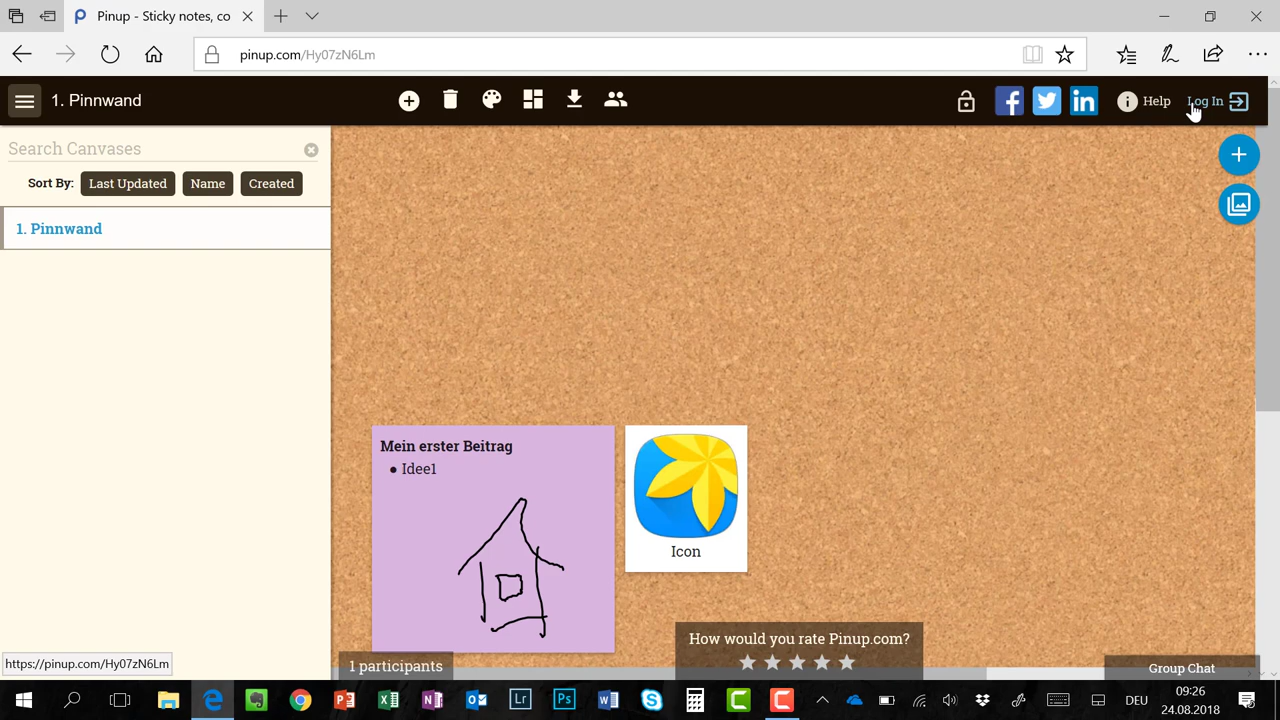 Pinup - Sticky notes, co
pinup.com/Hy07zN6Lm
1. Pinnwand
Help
Log In
Search Canvases
Sort By:
Last Updated
Name
Created
1. Pinnwand
Mein erster Beitrag
• Idee1
Icon
How would you rate Pinup.com?
1 participants
Group Chat
https://pinup.com/Hy07zN6Lm
DEU
09:26
24.08.2018